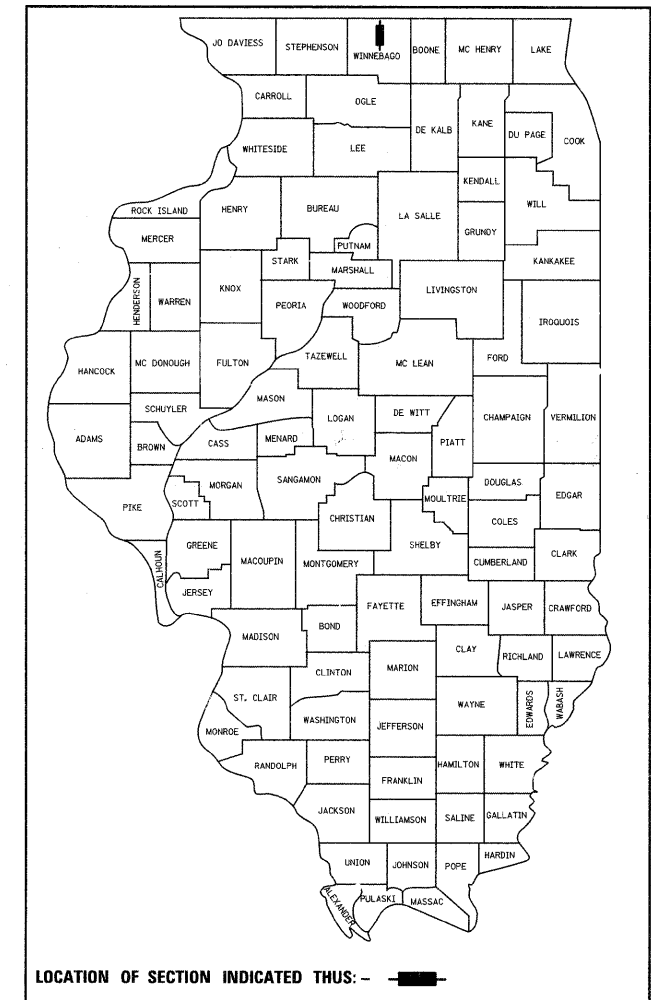 JO DAVIESS
STEPHENSON
WINNEBAGO
BOONE
MC HENRY
LAKE
CARROLL
OGLE
DE KALB
KANE
DU PAGE
COOK
WHITESIDE
LEE
KENDALL
WILL
ROCK ISLAND
HENRY
BUREAU
LA SALLE
GRUNDY
MERCER
PUTNAM
STARK
MARSHALL
KANKAKEE
HENDERSON
WARREN
KNOX
PEORIA
WOODFORD
LIVINGSTON
IROQUOIS
HANCOCK
MC DONOUGH
FULTON
TAZEWELL
MC LEAN
FORD
MASON
SCHUYLER
LOGAN
DE WITT
CHAMPAIGN
VERMILION
ADAMS
BROWN
CASS
MENARD
PIATT
MACON
PIKE
SCOTT
MORGAN
SANGAMON
MOULTRIE
DOUGLAS
EDGAR
CHRISTIAN
COLES
CALHOUN
GREENE
MACOUPIN
MONTGOMERY
SHELBY
CUMBERLAND
CLARK
JERSEY
FAYETTE
EFFINGHAM
JASPER
CRAWFORD
MADISON
BOND
CLAY
RICHLAND
LAWRENCE
CLINTON
MARION
ST. CLAIR
WAYNE
EDWARDS
WABASH
MONROE
WASHINGTON
JEFFERSON
RANDOLPH
PERRY
HAMILTON
WHITE
FRANKLIN
JACKSON
WILLIAMSON
SALINE
GALLATIN
UNION
JOHNSON
POPE
HARDIN
ALEXANDER
PULASKI
MASSAC
LOCATION OF SECTION INDICATED THUS: -